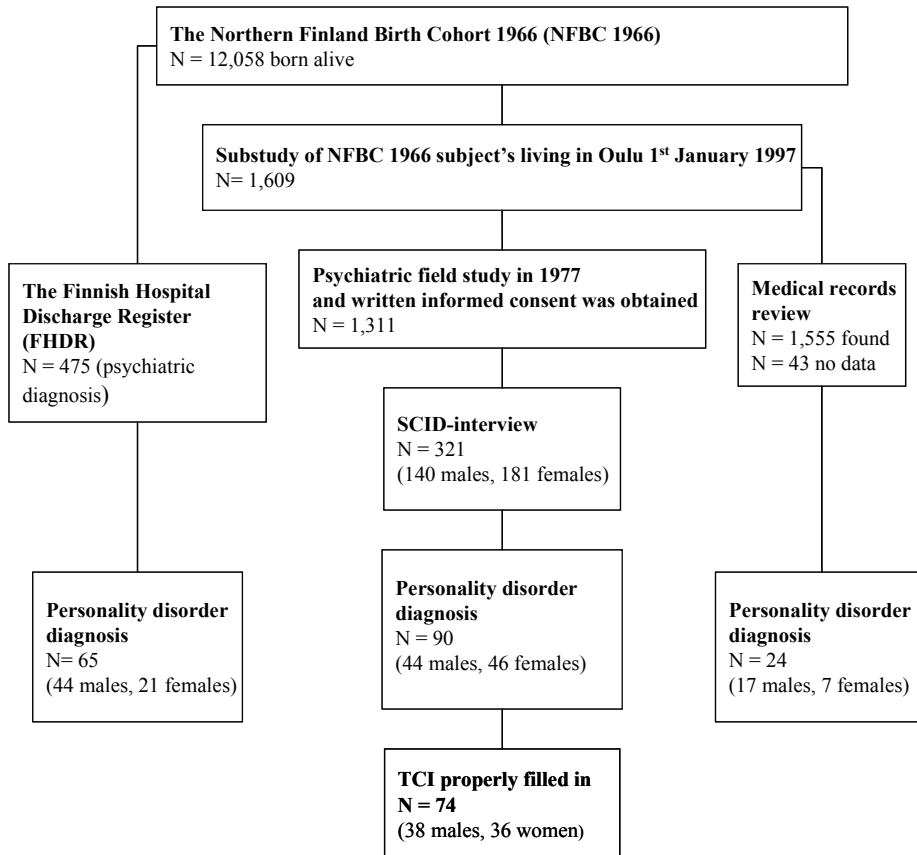 The Northern Finland Birth Cohort 1966 (NFBC 1966)
N = 12,058 born alive
Substudy of NFBC 1966 subject's living in Oulu 1st January 1997
N= 1,609
The Finnish Hospital
Discharge Register
(FHDR)
N = 475 (psychiatric
diagnosis)
Psychiatric field study in 1977
and written informed consent was obtained
N = 1,311
Medical records
review
N = 1,555 found
N = 43 no data
SCID-interview
N = 321
(140 males, 181 females)
Personality disorder
diagnosis
N= 65
(44 males, 21 females)
Personality disorder
diagnosis
N = 90
(44 males, 46 females)
Personality disorder
diagnosis
N = 24
(17 males, 7 females)
TCI properly filled in
N = 74
(38 males, 36 women)